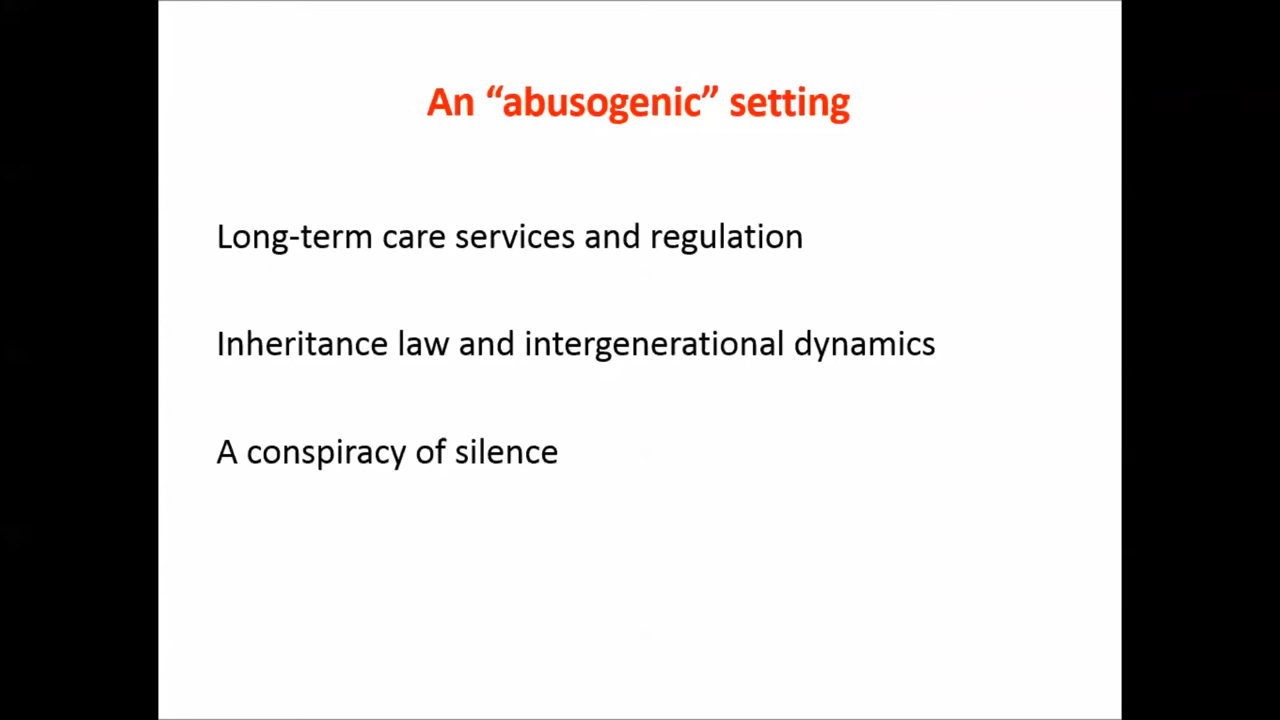 An “abusogenic” setting
Long-term care services and regulation
Inheritance law and intergenerational dynamics
A conspiracy of silence